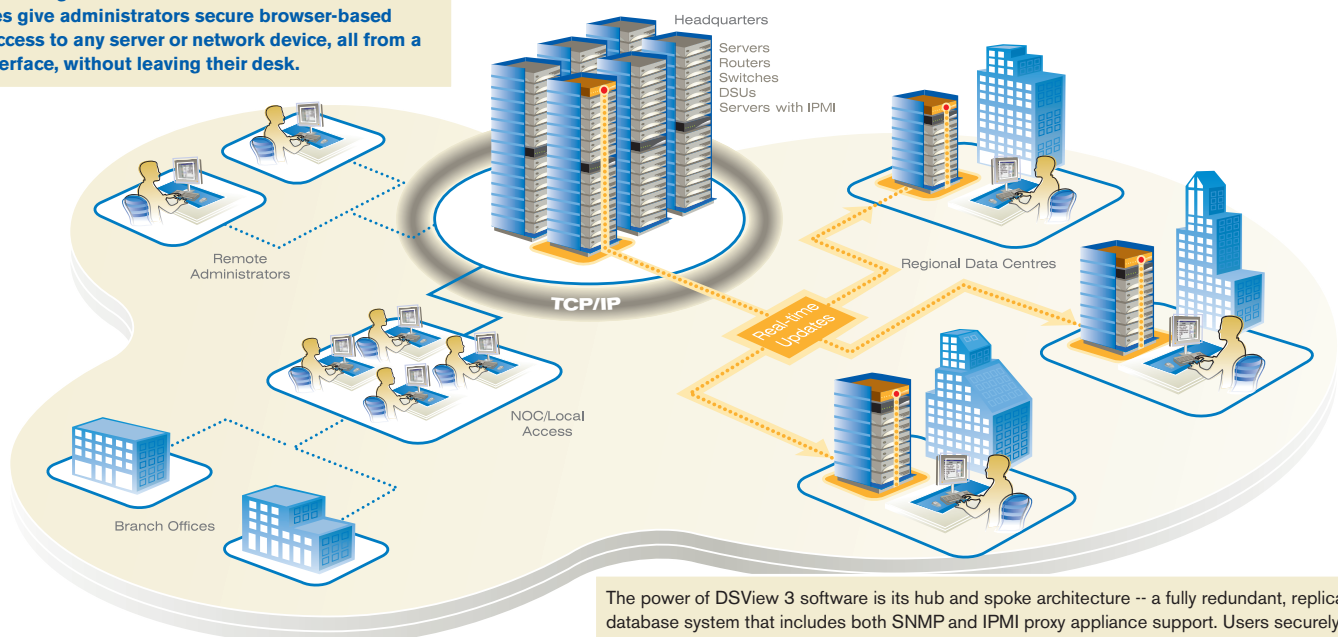 es give administrators secure browser-based
ccess to any server or network device, all from a
erface, without leaving their desk.
Headquarters
Servers
Routers
Switches
DSUs
Servers with IPMI
Remote
Administrators
TCP/IP
Regional Data Centres
Real-time
Updates
NOC/Local
Access
Branch Offices
The power of DSView 3 software is its hub and spoke architecture -- a fully redundant, replica
database system that includes both SNMP and IPMI proxy appliance support. Users securely